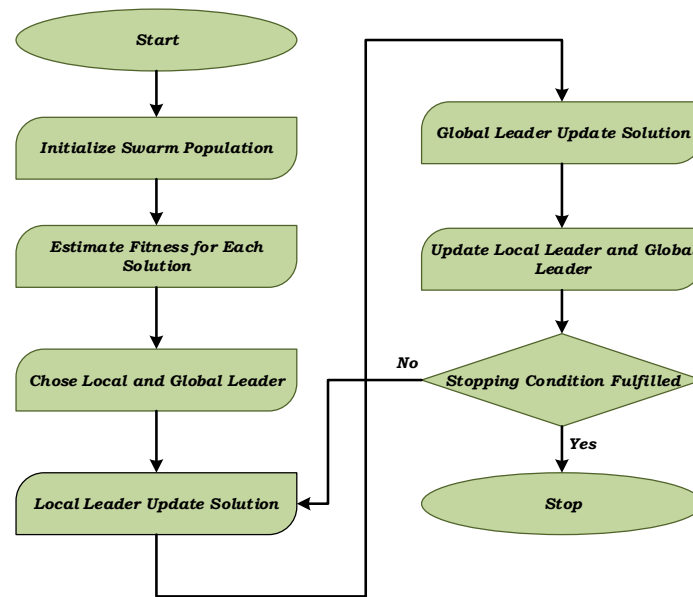 Start
Initialize Swarm Population
Estimate Fitness for Each
Solution
Chose Local and Global Leader
Local Leader Update Solution
Global Leader Update Solution
Update Local Leader and Global
Leader
Stopping Condition Fulfilled
No
Yes
Stop